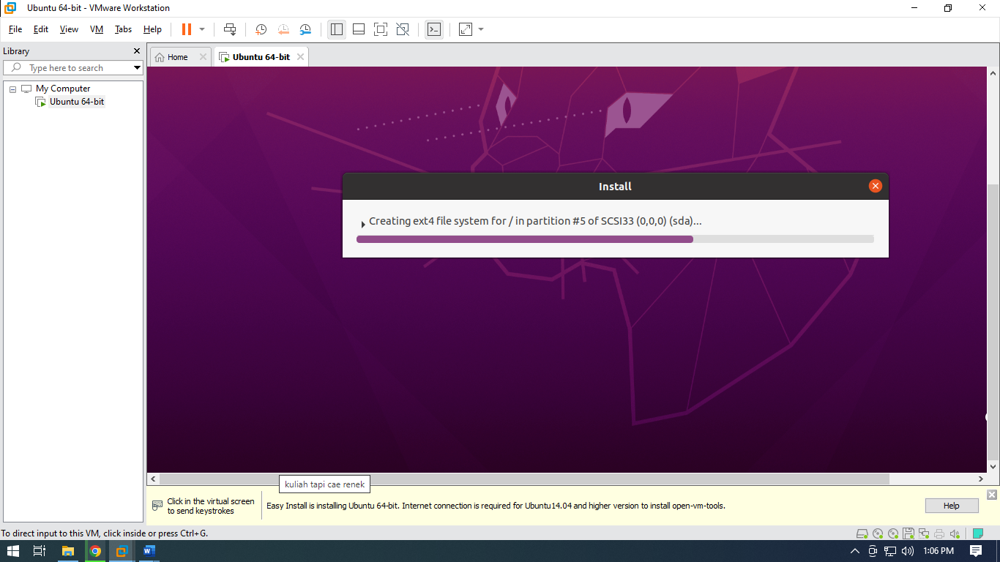 Ubuntu 64-bit - VMware Workstation
File Edit View VM Tabs Help
Library
Type here to search
My Computer
Ubuntu 64-bit
Home
Ubuntu 64-bit
Install
Creating ext4 file system for / in partition #5 of SCSI33 (0,0,0) (sda)...
kuliah tapi cae renek
Click in the virtual screen
to send keystrokes
Easy Install is installing Ubuntu 64-bit. Internet connection is required for Ubuntu14.04 and higher version to install open-vm-tools.
Help
To direct input to this VM, click inside or press Ctrl+G.
W
1:06 PM